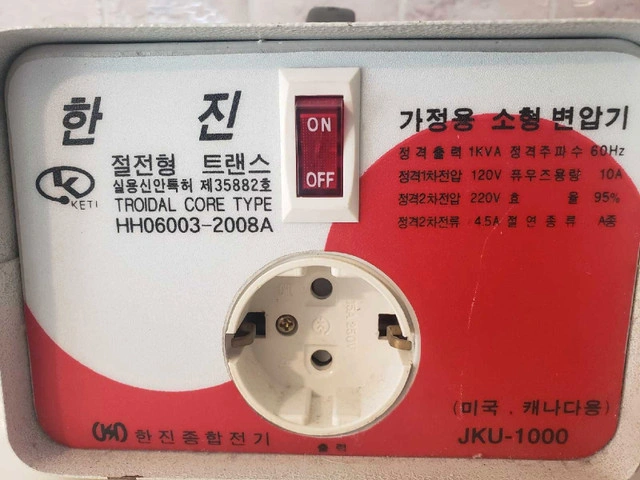 한 진
절전형 트랜스
실용신안특허 제35882호
TROIDAL CORE TYPE
HH06003-2008A
KETI
ON
OFF
가정용 소형 변압기
정격출력 1KVA 정격주파수 60Hz
정격1차전압 120V 퓨우즈용량 10A
정격2차전압 220V 효 율 95%
정격2차전류 4.5A 절연종류 A종
한진종합전기
출 력
(미국 . 캐나다용)
JKU-1000